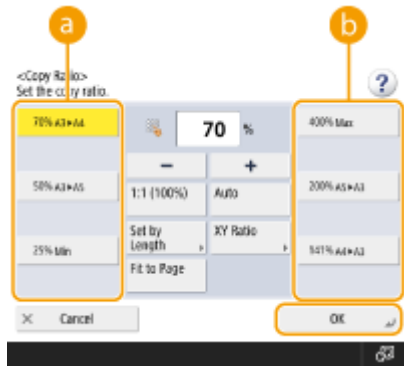 a
b
<Copy Ratio>
Set the copy ratio.
?
70% A3▶A4
70 %
400% Max
−
+
50% A3▶A5
1:1 (100%)
Auto
200% A5▶A3
Set by
Length
XY Ratio
25% Min
141% A4▶A3
Fit to Page
× Cancel
OK